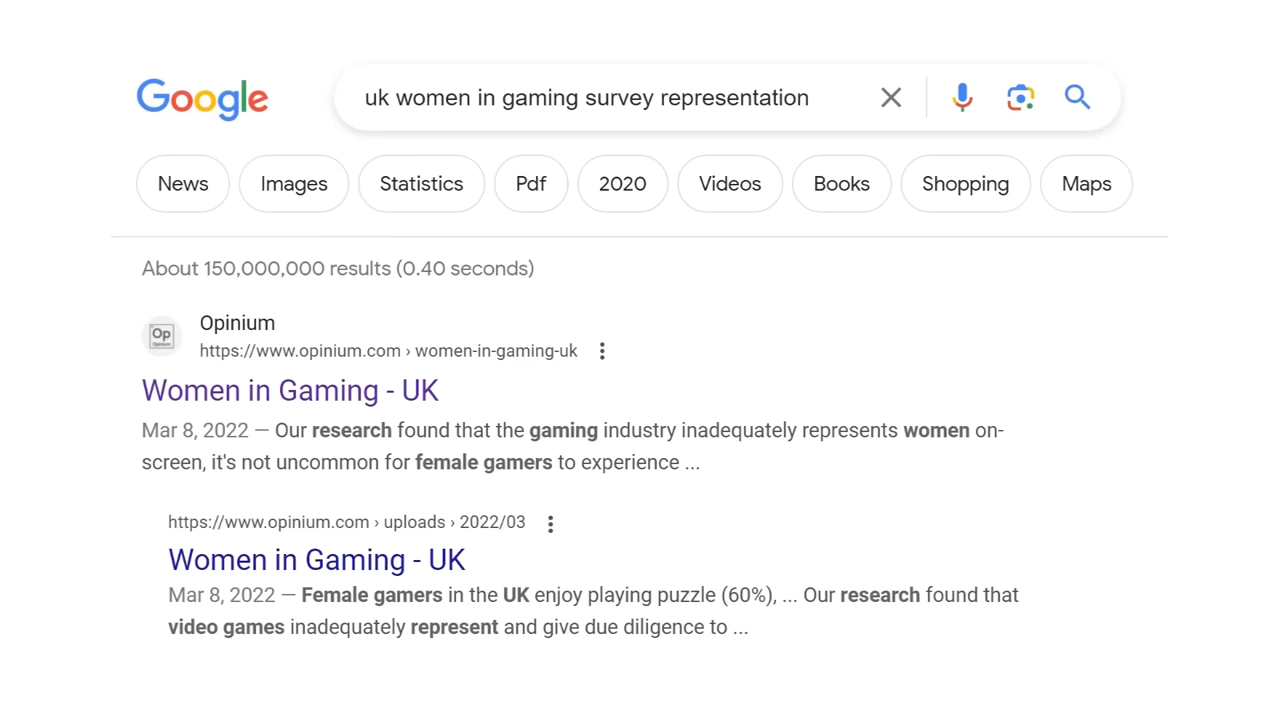 Google
uk women in gaming survey representation
News Images Statistics Pdf 2020 Videos Books Shopping Maps
About 150,000,000 results (0.40 seconds)
Op
Opinium
https://www.opinium.com › women-in-gaming-uk
Women in Gaming - UK
Mar 8, 2022 — Our research found that the gaming industry inadequately represents women on-
screen, it's not uncommon for female gamers to experience ...
https://www.opinium.com › uploads › 2022/03
Women in Gaming - UK
Mar 8, 2022 — Female gamers in the UK enjoy playing puzzle (60%), ... Our research found that
video games inadequately represent and give due diligence to ...